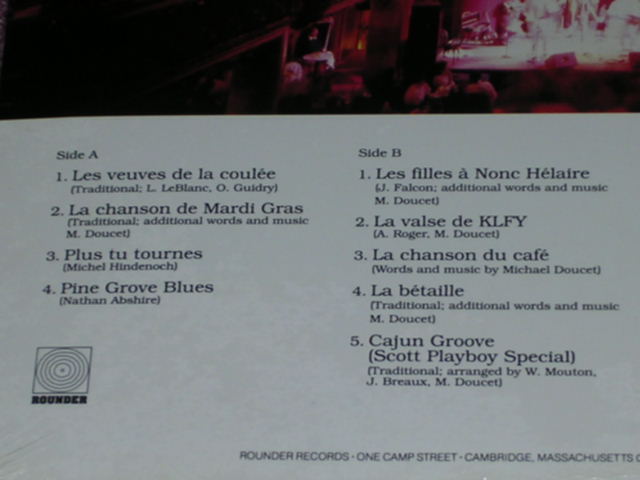 Side A
1. Les veuves de la coulée
(Traditional; L. LeBlanc, O. Guidry)
2. La chanson de Mardi Gras
(Traditional; additional words and music
M. Doucet)
3. Plus tu tournes
(Michel Hindenoch)
4. Pine Grove Blues
(Nathan Abshire)
Side B
1. Les filles à Nonc Hélaire
(J. Falcon; additional words and music
M. Doucet)
2. La valse de KLFY
(A. Roger, M. Doucet)
3. La chanson du café
(Words and music by Michael Doucet)
4. La bétaille
(Traditional; additional words and music
M. Doucet)
5. Cajun Groove
(Scott Playboy Special)
(Traditional; arranged by W. Mouton,
J. Breaux, M. Doucet)
ROUNDER
ROUNDER RECORDS · ONE CAMP STREET · CAMBRIDGE, MASSACHUSETTS